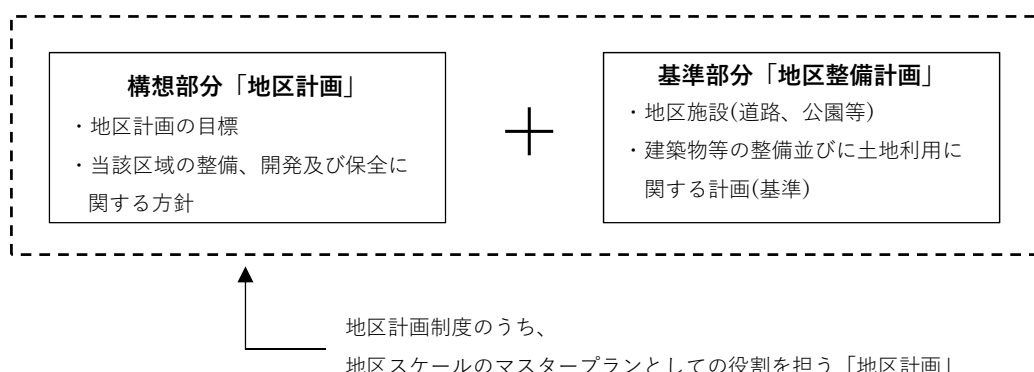 構想部分「地区計画」
・地区計画の目標
・当該区域の整備、開発及び保全に
関する方針
＋
基準部分「地区整備計画」
・地区施設(道路、公園等)
・建築物等の整備並びに土地利用に
関する計画(基準)
地区計画制度のうち、
地区スケールのマスタープランとしての役割を担う「地区計画」